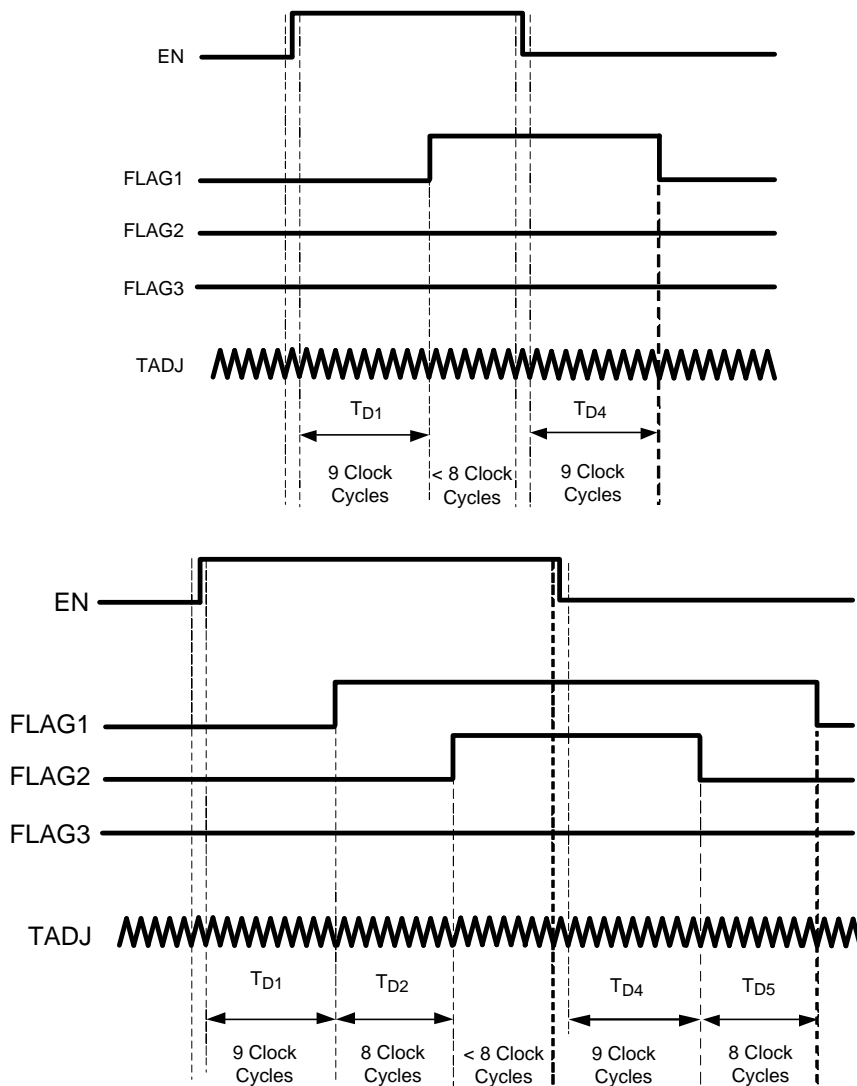 EN
FLAG1
FLAG2
FLAG3
TADJ
TD1 TD4
9 Clock Cycles
< 8 Clock Cycles
9 Clock Cycles
EN
FLAG1
FLAG2
FLAG3
TADJ
TD1 TD2 TD4 TD5
9 Clock Cycles
8 Clock Cycles
< 8 Clock Cycles
9 Clock Cycles
8 Clock Cycles